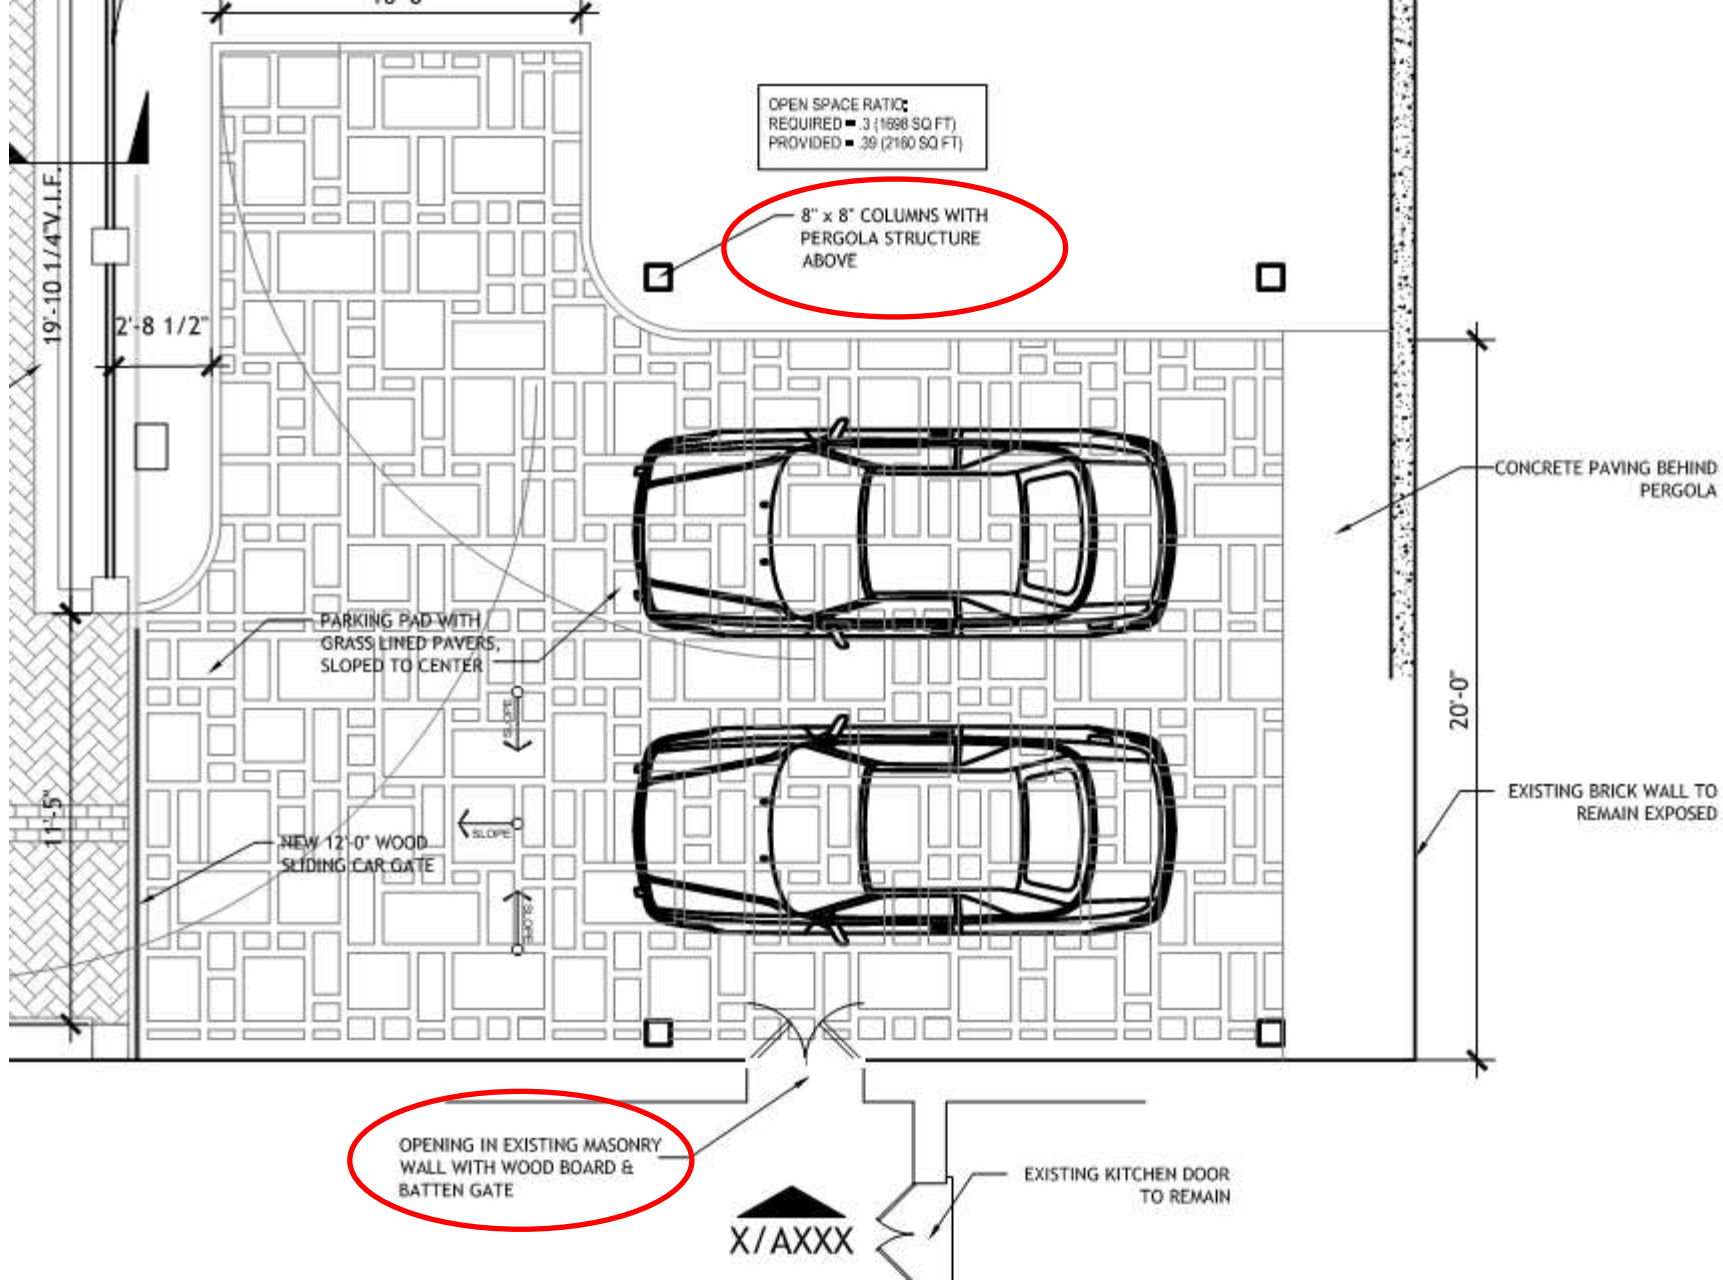 OPEN SPACE RATIO:
REQUIRED = .3 (1698 SQ FT)
PROVIDED = .39 (2160 SQ FT)
8" x 8" COLUMNS WITH
PERGOLA STRUCTURE
ABOVE
19'-10 1/4"V.I.F.
2'-8 1/2"
CONCRETE PAVING BEHIND
PERGOLA
PARKING PAD WITH
GRASS LINED PAVERS,
SLOPED TO CENTER
SLOPE
20'-0"
EXISTING BRICK WALL TO
REMAIN EXPOSED
11'-5"
SLOPE
NEW 12'-0" WOOD
SLIDING CAR GATE
SLOPE
OPENING IN EXISTING MASONRY
WALL WITH WOOD BOARD &
BATTEN GATE
EXISTING KITCHEN DOOR
TO REMAIN
X/AXXX